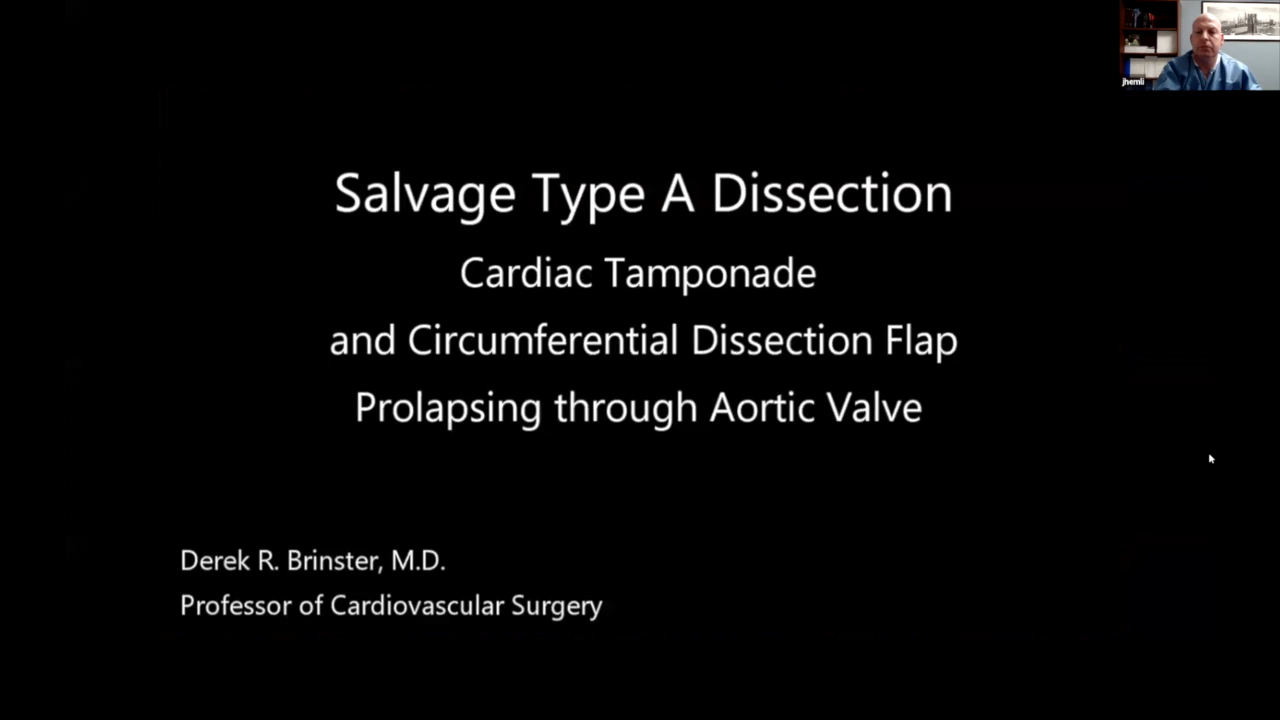 jhemli
Salvage Type A Dissection
Cardiac Tamponade
and Circumferential Dissection Flap
Prolapsing through Aortic Valve
Derek R. Brinster, M.D.
Professor of Cardiovascular Surgery